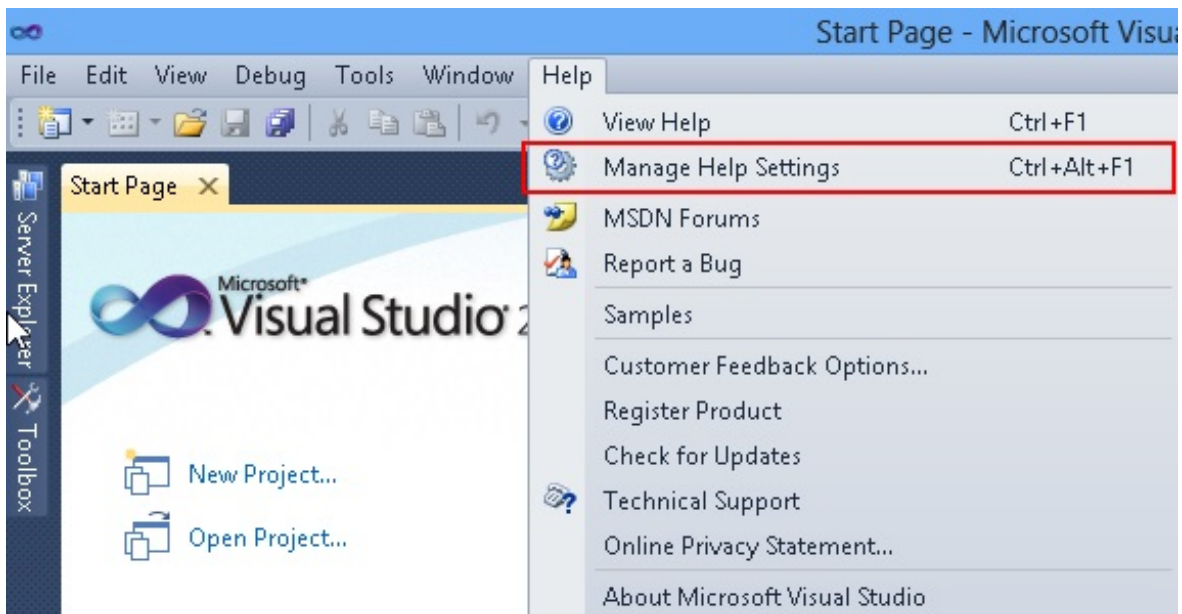 Start Page - Microsoft Visu
File Edit View Debug Tools Window Help
View Help Ctrl+F1
Manage Help Settings Ctrl+Alt+F1
Start Page
MSDN Forums
Report a Bug
Server Explorer
Microsoft
Visual Studio
Samples
Customer Feedback Options...
Register Product
Toolbox
Check for Updates
New Project...
Technical Support
Open Project...
Online Privacy Statement...
About Microsoft Visual Studio